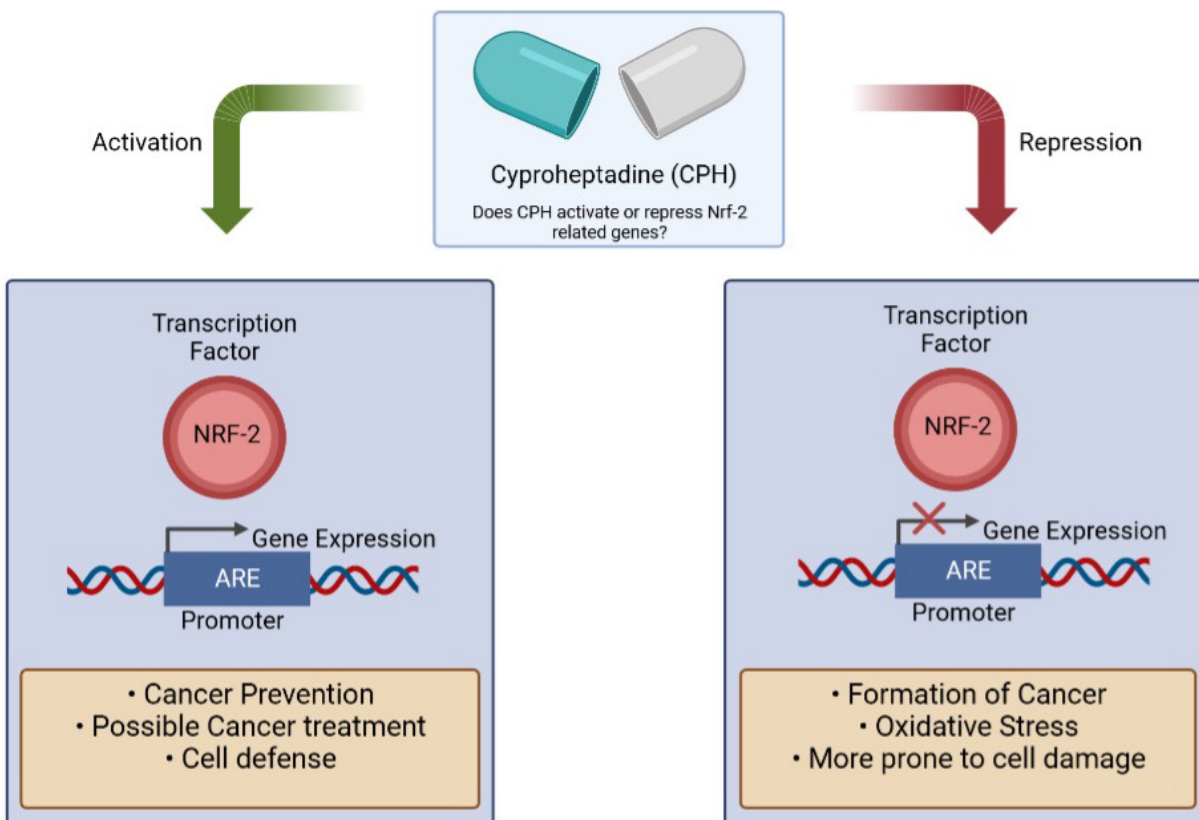 Cyproheptadine (CPH)
Does CPH activate or repress Nrf-2
related genes?
Activation
Repression
Transcription
Factor
NRF-2
Gene Expression
ARE
Promoter
• Cancer Prevention
• Possible Cancer treatment
• Cell defense
Transcription
Factor
NRF-2
Gene Expression
ARE
Promoter
• Formation of Cancer
• Oxidative Stress
• More prone to cell damage